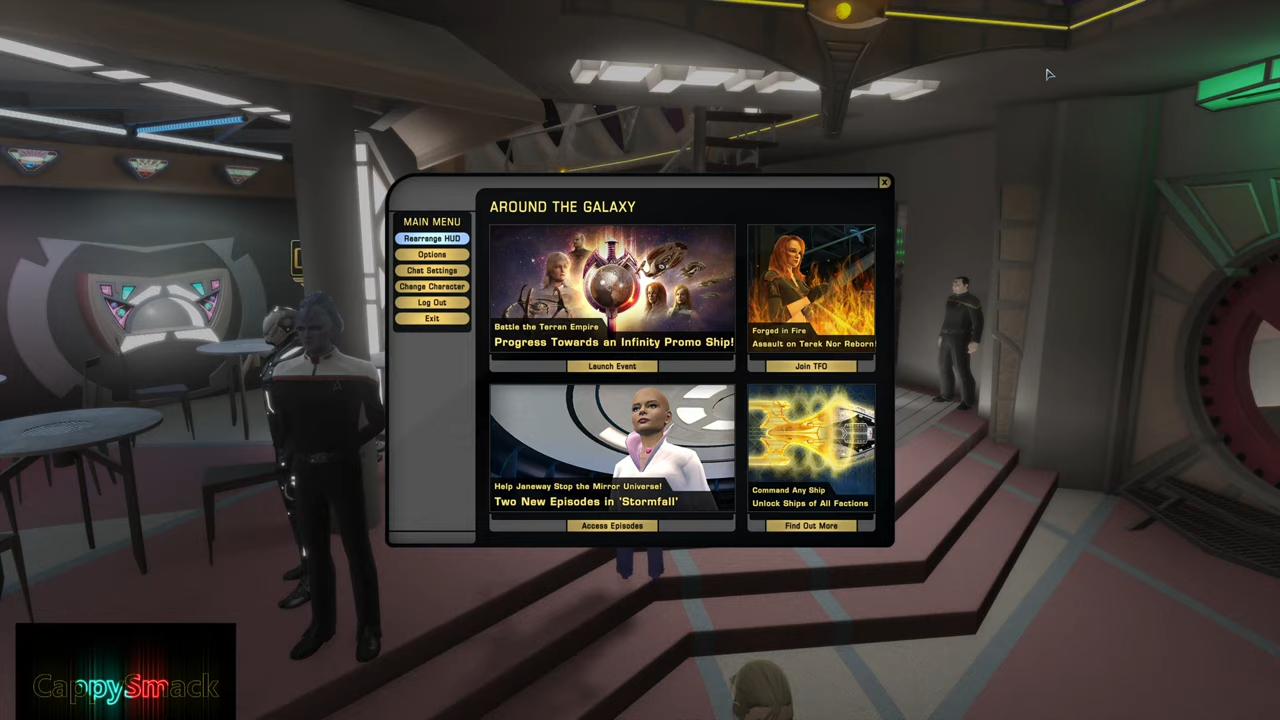 AROUND THE GALAXY
MAIN MENU
Rearrange HUD
Options
Chat Settings
Change Character
Log Out
Exit
Battle the Terran Empire
Progress Towards an Infinity Promo Ship!
Launch Event
Forged in Fire
Assault on Terek Nor Reborn
Join TFO
Help Janeway Stop the Mirror Universe!
Two New Episodes in 'Stormfall'
Access Episodes
Command Any Ship
Unlock Ships of All Factions
Find Out More
CappySmack